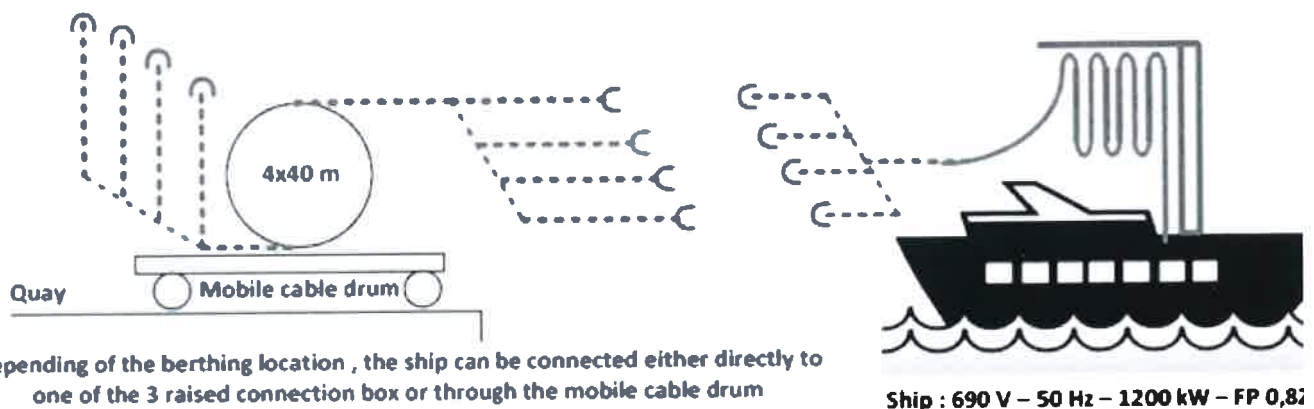 4x40 m
Quay
Mobile cable drum
epending of the berthing location , the ship can be connected either directly to
one of the 3 raised connection box or through the mobile cable drum
Ship : 690 V – 50 Hz – 1200 kW – FP 0,82